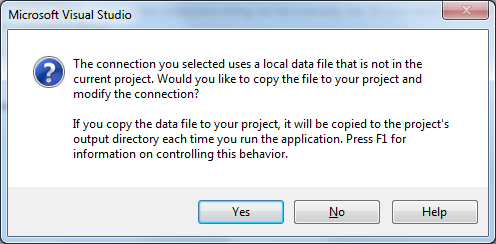 Microsoft Visual Studio
The connection you selected uses a local data file that is not in the
current project. Would you like to copy the file to your project and
modify the connection?
If you copy the data file to your project, it will be copied to the project's
output directory each time you run the application. Press F1 for
information on controlling this behavior.
Yes
No
Help